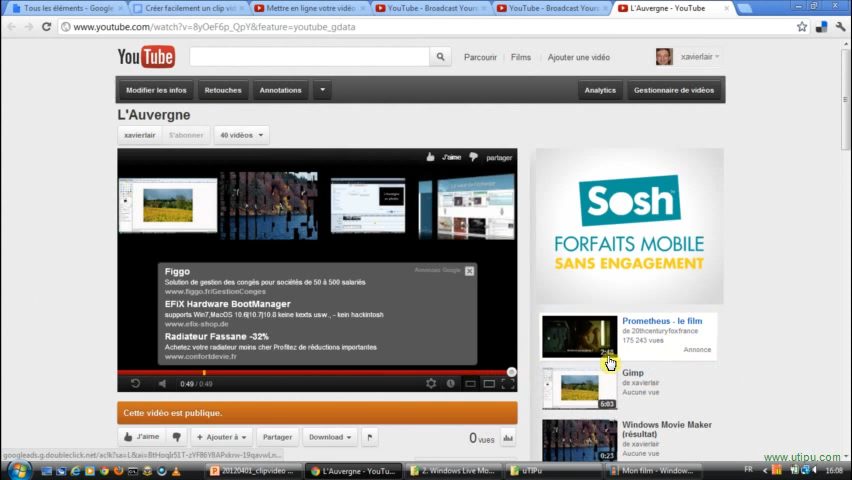 Tous les éléments - Google
Créer facilement un clip vid
Mettre en ligne votre vidéo
YouTube - Broadcast Yours
YouTube - Broadcast Yours
L'Auvergne - YouTube
www.youtube.com/watch?v=8yOeF6p_QpY&feature=youtube_gdata
YouTube
Parcourir
Films
Ajouter une vidéo
xavierlair
Modifier les infos
Retouches
Annotations
Analytics
Gestionnaire de vidéos
L'Auvergne
xavierlair
S'abonner
40 vidéos
J'aime
partager
Figgo
Annonces Google
Solution de gestion des congés pour sociétés de 50 à 500 salariés
www.figgo.fr/GestionConges
EFiX Hardware BootManager
supports Win7,MacOS 10.6|10.7|10.8 keine kexts usw., - kein hackintosh
www.efix-shop.de
Radiateur Fassane -32%
Achetez votre radiateur moins cher Profitez de réductions importantes
www.confortdevie.fr
0:49 / 0:49
Cette vidéo est publique.
J'aime
Ajouter à
Partager
Download
0 vues
Sosh
FORFAITS MOBILE
SANS ENGAGEMENT
Prometheus - le film
de 20thcenturyfoxfrance
175 243 vues
Annonce
2:48
Gimp
de xavierlair
Aucune vue
5:03
Windows Movie Maker
(résultat)
de xavierlair
Aucune vue
0:23
www.utipu.com
20120401_clipvideo ...
L'Auvergne - YouTu...
2. Windows Live Mo...
uTIPu
Mon film - Window...
FR
16:08